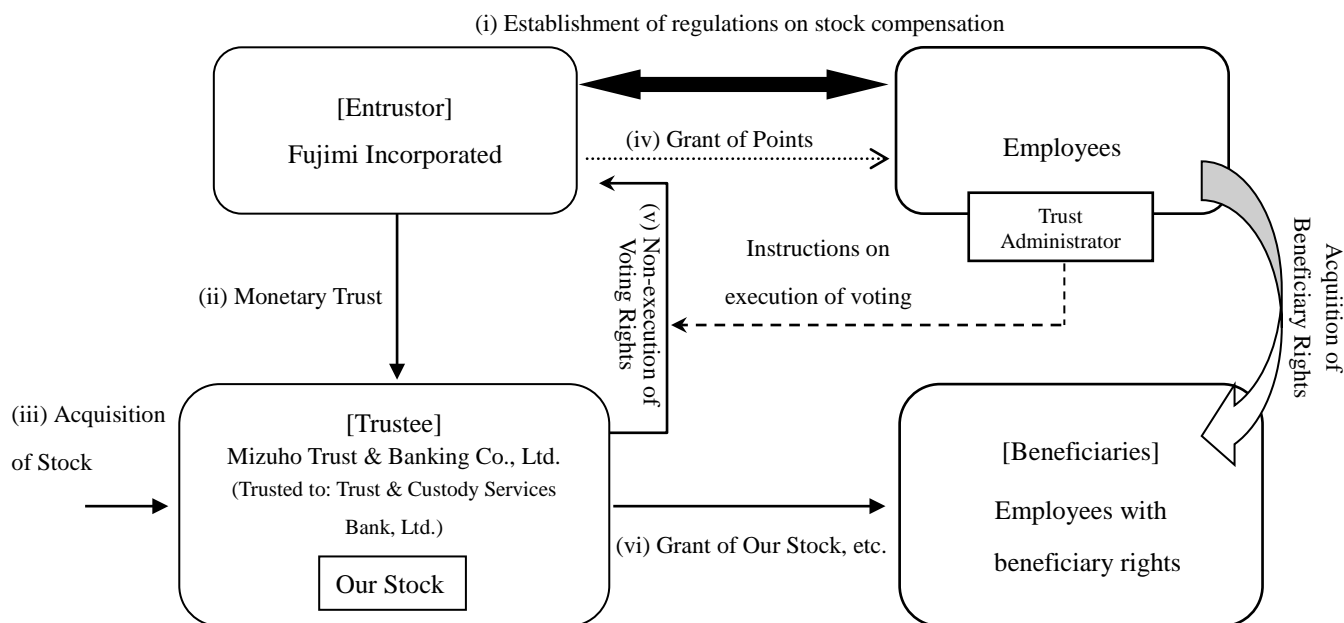 (i) Establishment of regulations on stock compensation
[Entrustor]
Fujimi Incorporated
(iv) Grant of Points
Employees
Trust
Administrator
(ii) Monetary Trust
(v) Non-execution of
Voting Rights
Instructions on
execution of voting
Acquition of
Beneficiary Rights
(iii) Acquisition
of Stock
[Trustee]
Mizuho Trust & Banking Co., Ltd.
(Trusted to: Trust & Custody Services
Bank, Ltd.)
Our Stock
(vi) Grant of Our Stock, etc.
[Beneficiaries]
Employees with
beneficiary rights